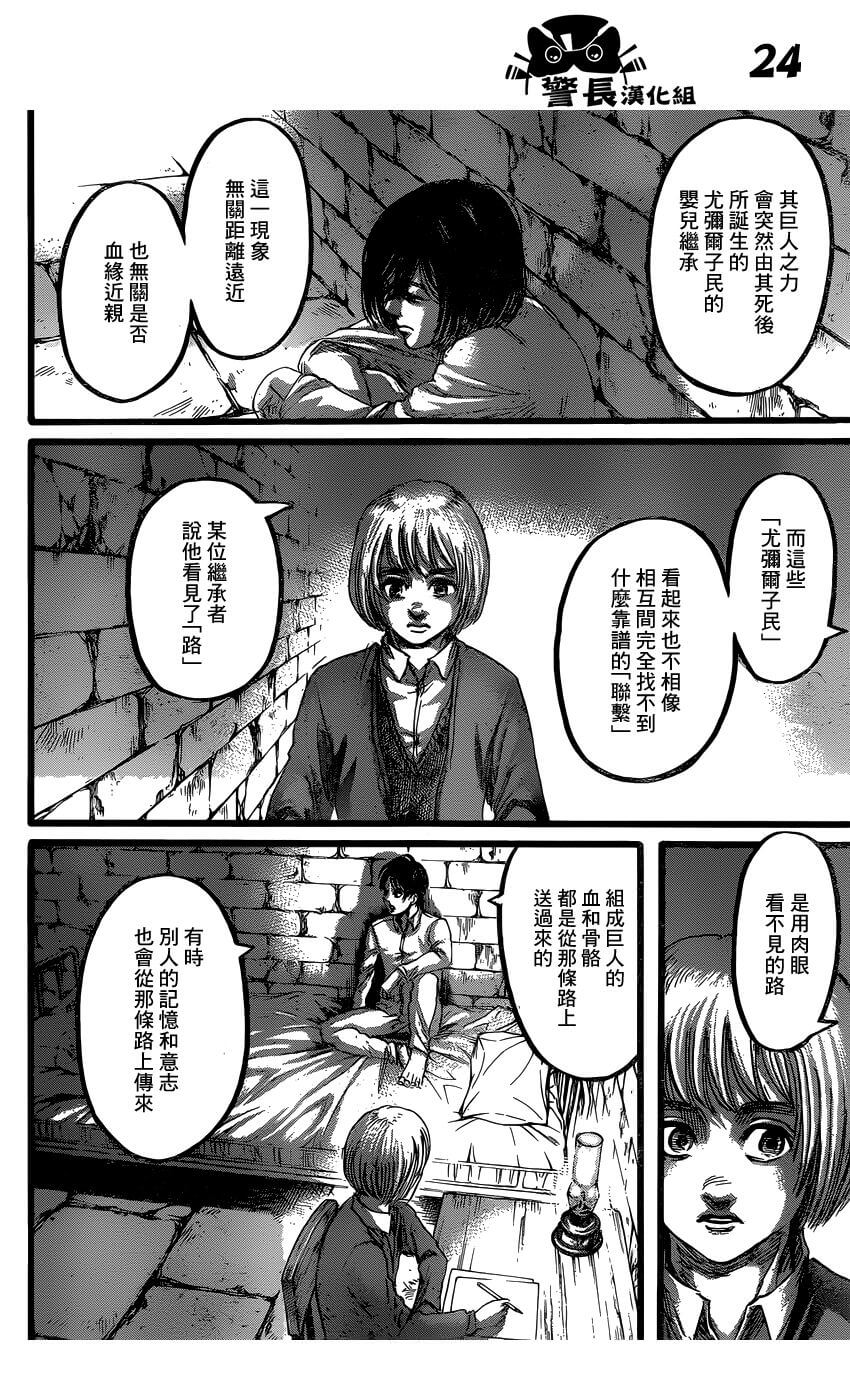 警長漢化組
24
其巨人之力
會突然由其死後
所誕生的
尤彌爾子民的
嬰兒繼承
這一現象
無關距離遠近
也無關是否
血緣近親
而這些
「尤彌爾子民」
看起來也不相像
相互間完全找不到
什麼靠譜的「聯繫」
某位繼承者
說他看見了「路」
是用肉眼
看不見的路
組成巨人的
血和骨骼
都是從那條路上
送過來的
有時
別人的記憶和意志
也會從那條路上傳來